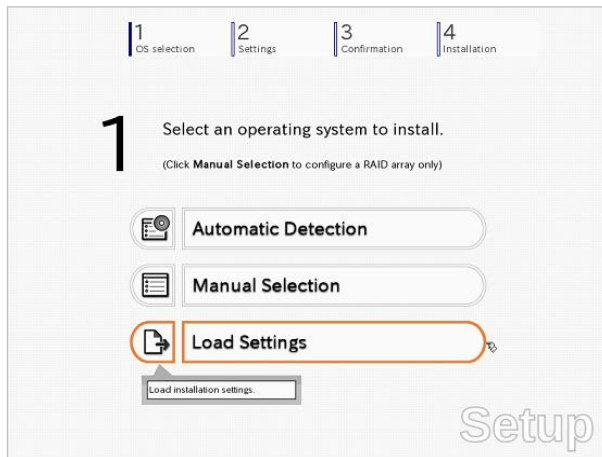 1
OS selection
2
Settings
3
Confirmation
4
Installation
1
Select an operating system to install.
(Click Manual Selection to configure a RAID array only)
Automatic Detection
Manual Selection
Load Settings
Load installation settings.
Setup